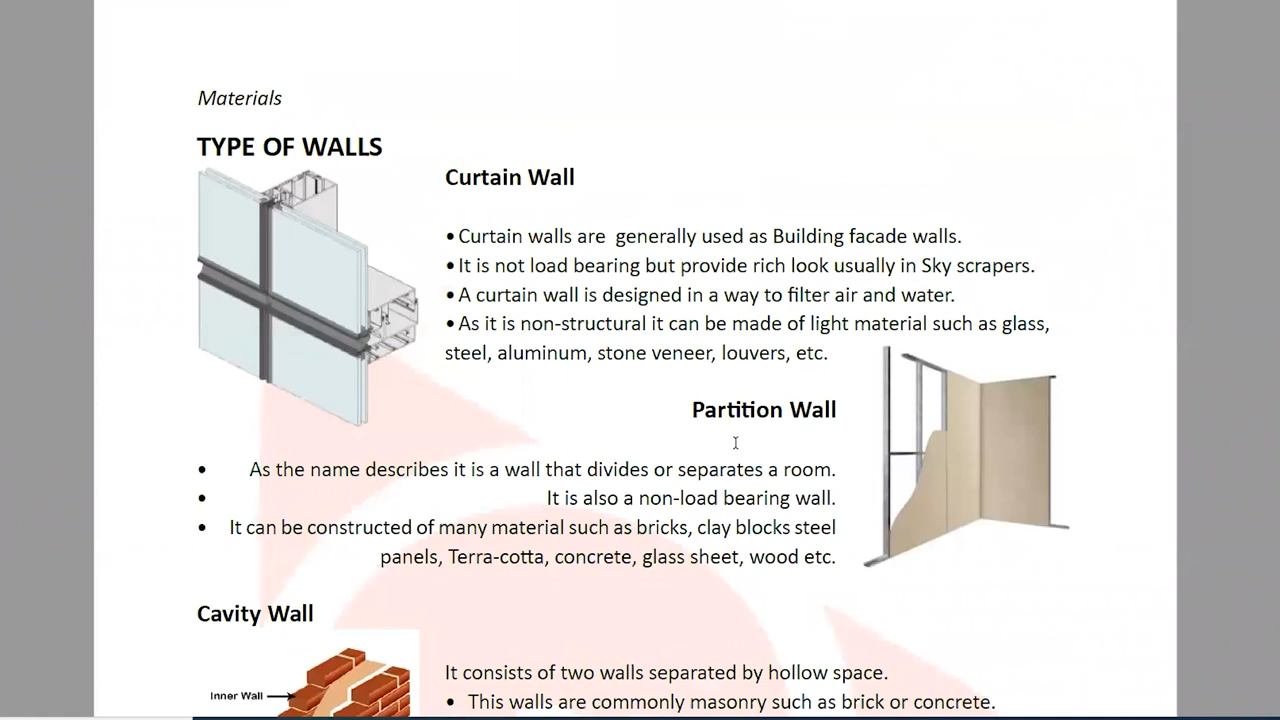 Materials
TYPE OF WALLS
Curtain Wall
• Curtain walls are  generally used as Building facade walls.
• It is not load bearing but provide rich look usually in Sky scrapers.
• A curtain wall is designed in a way to filter air and water.
• As it is non-structural it can be made of light material such as glass,
steel, aluminum, stone veneer, louvers, etc.
Partition Wall
• As the name describes it is a wall that divides or separates a room.
• It is also a non-load bearing wall.
• It can be constructed of many material such as bricks, clay blocks steel
panels, Terra-cotta, concrete, glass sheet, wood etc.
Cavity Wall
It consists of two walls separated by hollow space.
Inner Wall
• This walls are commonly masonry such as brick or concrete.